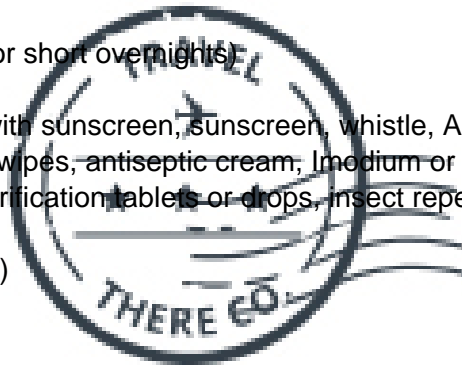 or short overnights)
TRAVEL
with sunscreen, sunscreen, whistle, A
wipes, antiseptic cream, Imodium or
rification tablets or drops, insect repe
)
THERE CO.